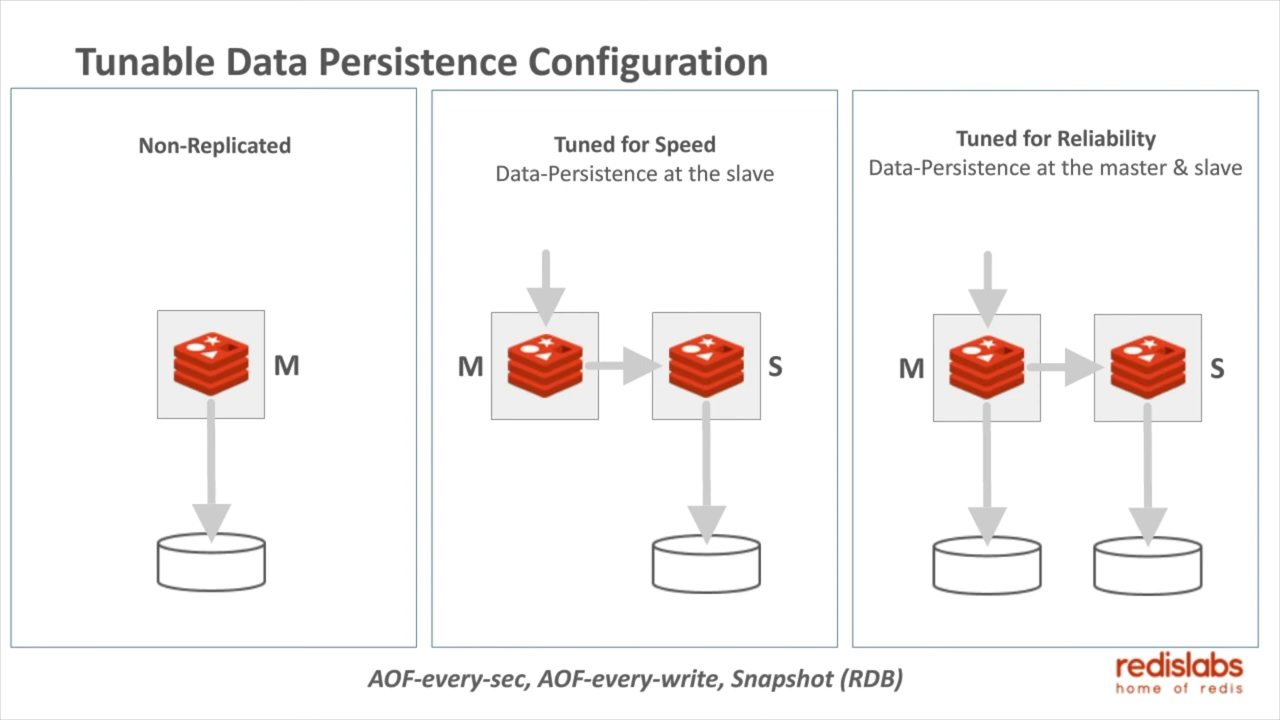 Tunable Data Persistence Configuration
Non-Replicated
M
Tuned for Speed
Data-Persistence at the slave
M
S
Tuned for Reliability
Data-Persistence at the master & slave
M
S
AOF-every-sec, AOF-every-write, Snapshot (RDB)
redislabs
home of redis